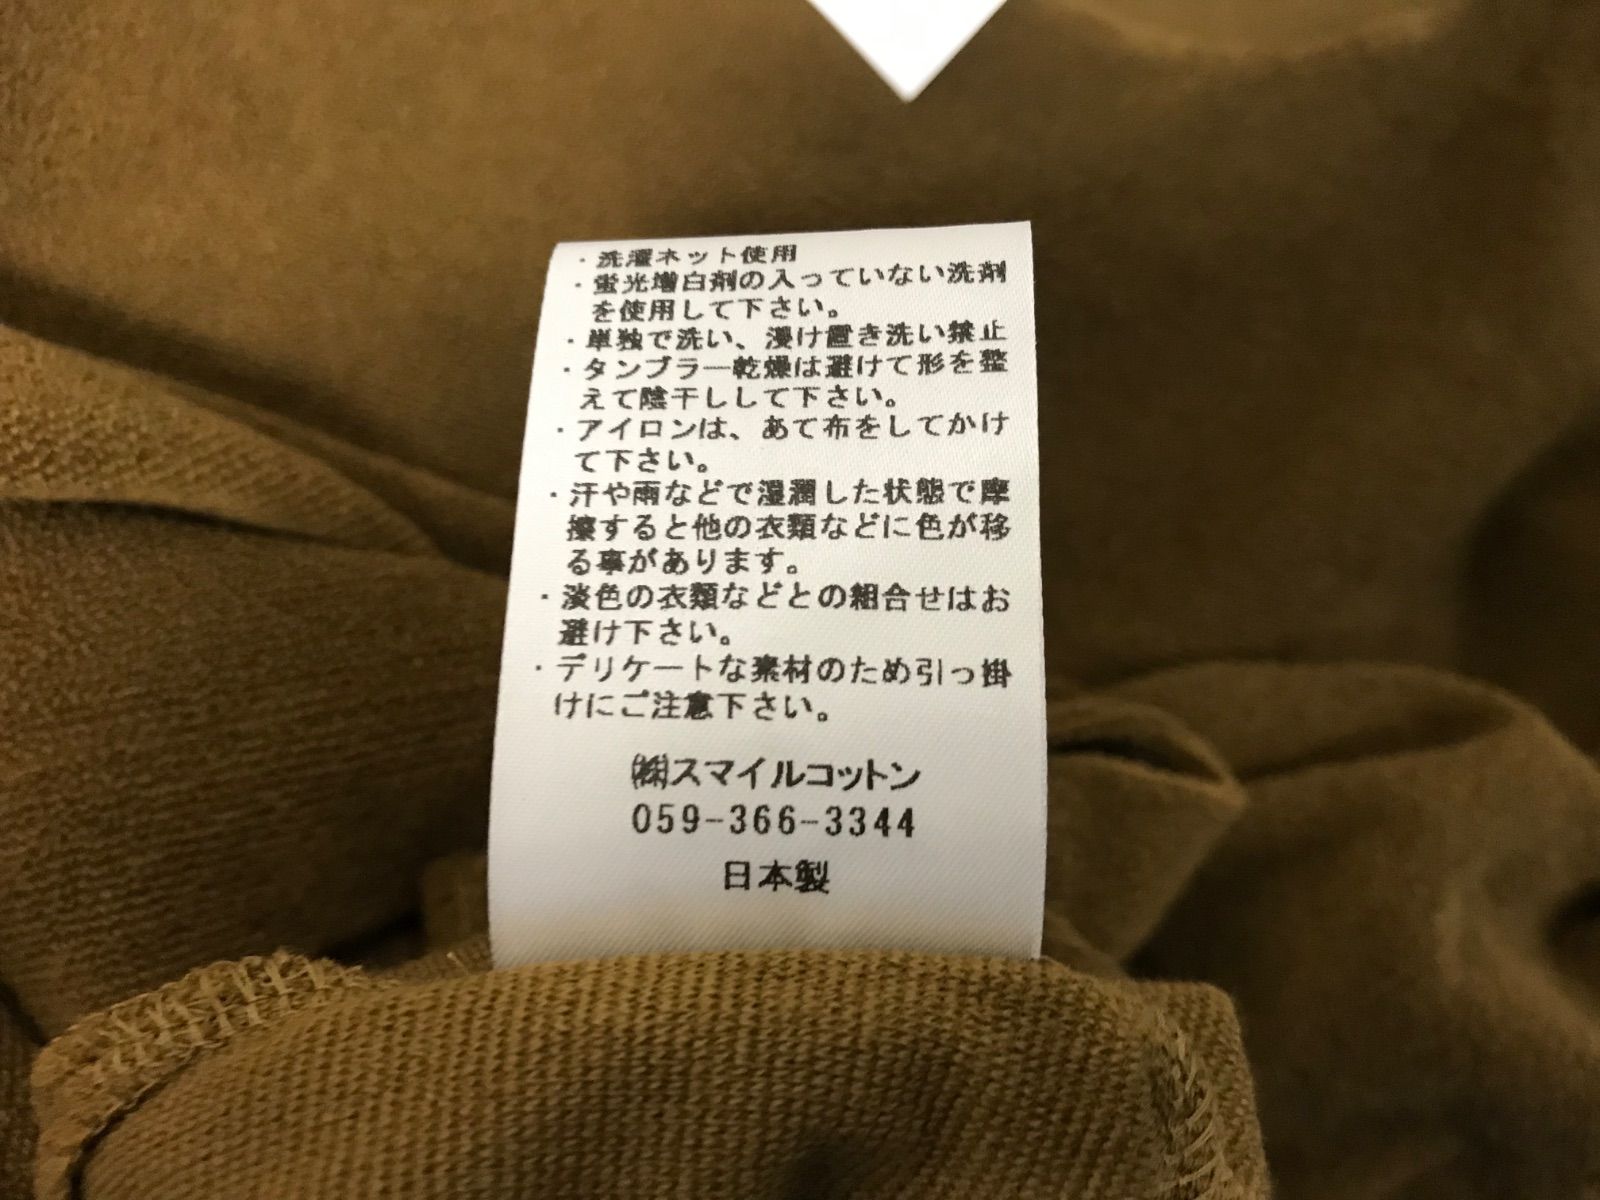 ・洗濯ネット使用
・蛍光増白剤の入っていない洗剤
を使用して下さい。
・単独で洗い、浸け置き洗い禁止
・タンブラー乾燥は避けて形を整
えて陰干しして下さい。
・アイロンは、あて布をしてかけ
て下さい。
・汗や雨などで湿潤した状態で摩
擦すると他の衣類などに色が移
る事があります。
・淡色の衣類などとの組合せはお
避け下さい。
・デリケートな素材のため引っ掛
けにご注意下さい。
㈱スマイルコットン
059-366-3344
日本製